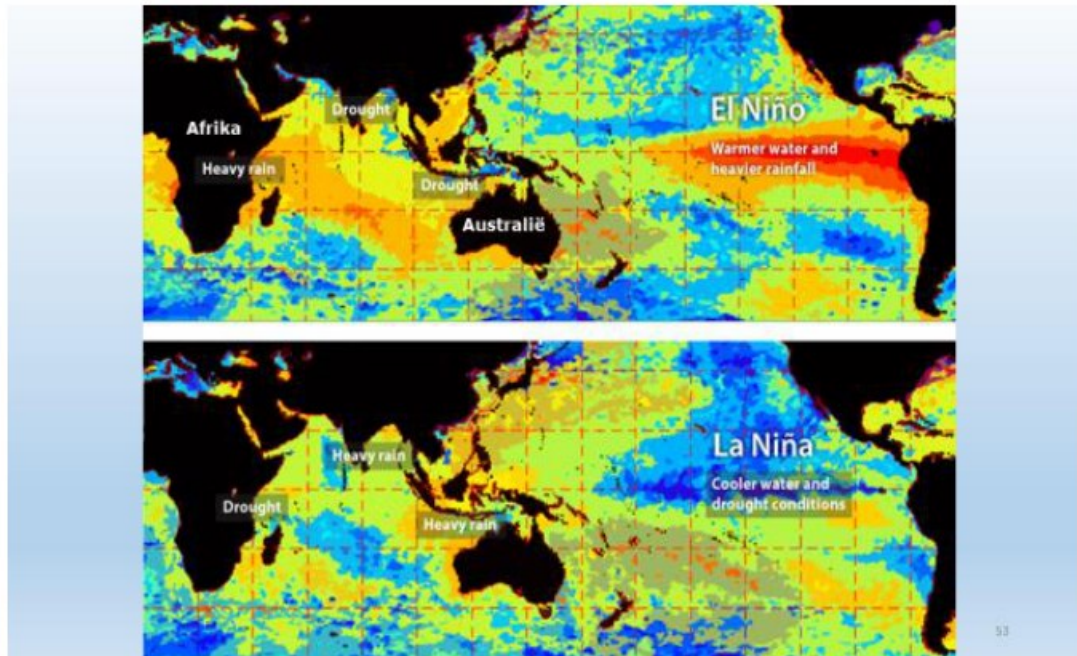 Drought
El Niño
Afrika
Warmer water and
heavier rainfall
Heavy rain
Drought
Australië
La Niña
Heavy rain
Cooler water and
drought conditions
Drought
Heavy rain
53